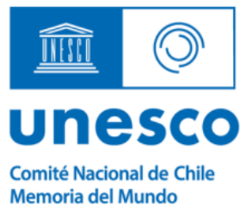 UNESCO
unesco
Comité Nacional de Chile
Memoria del Mundo